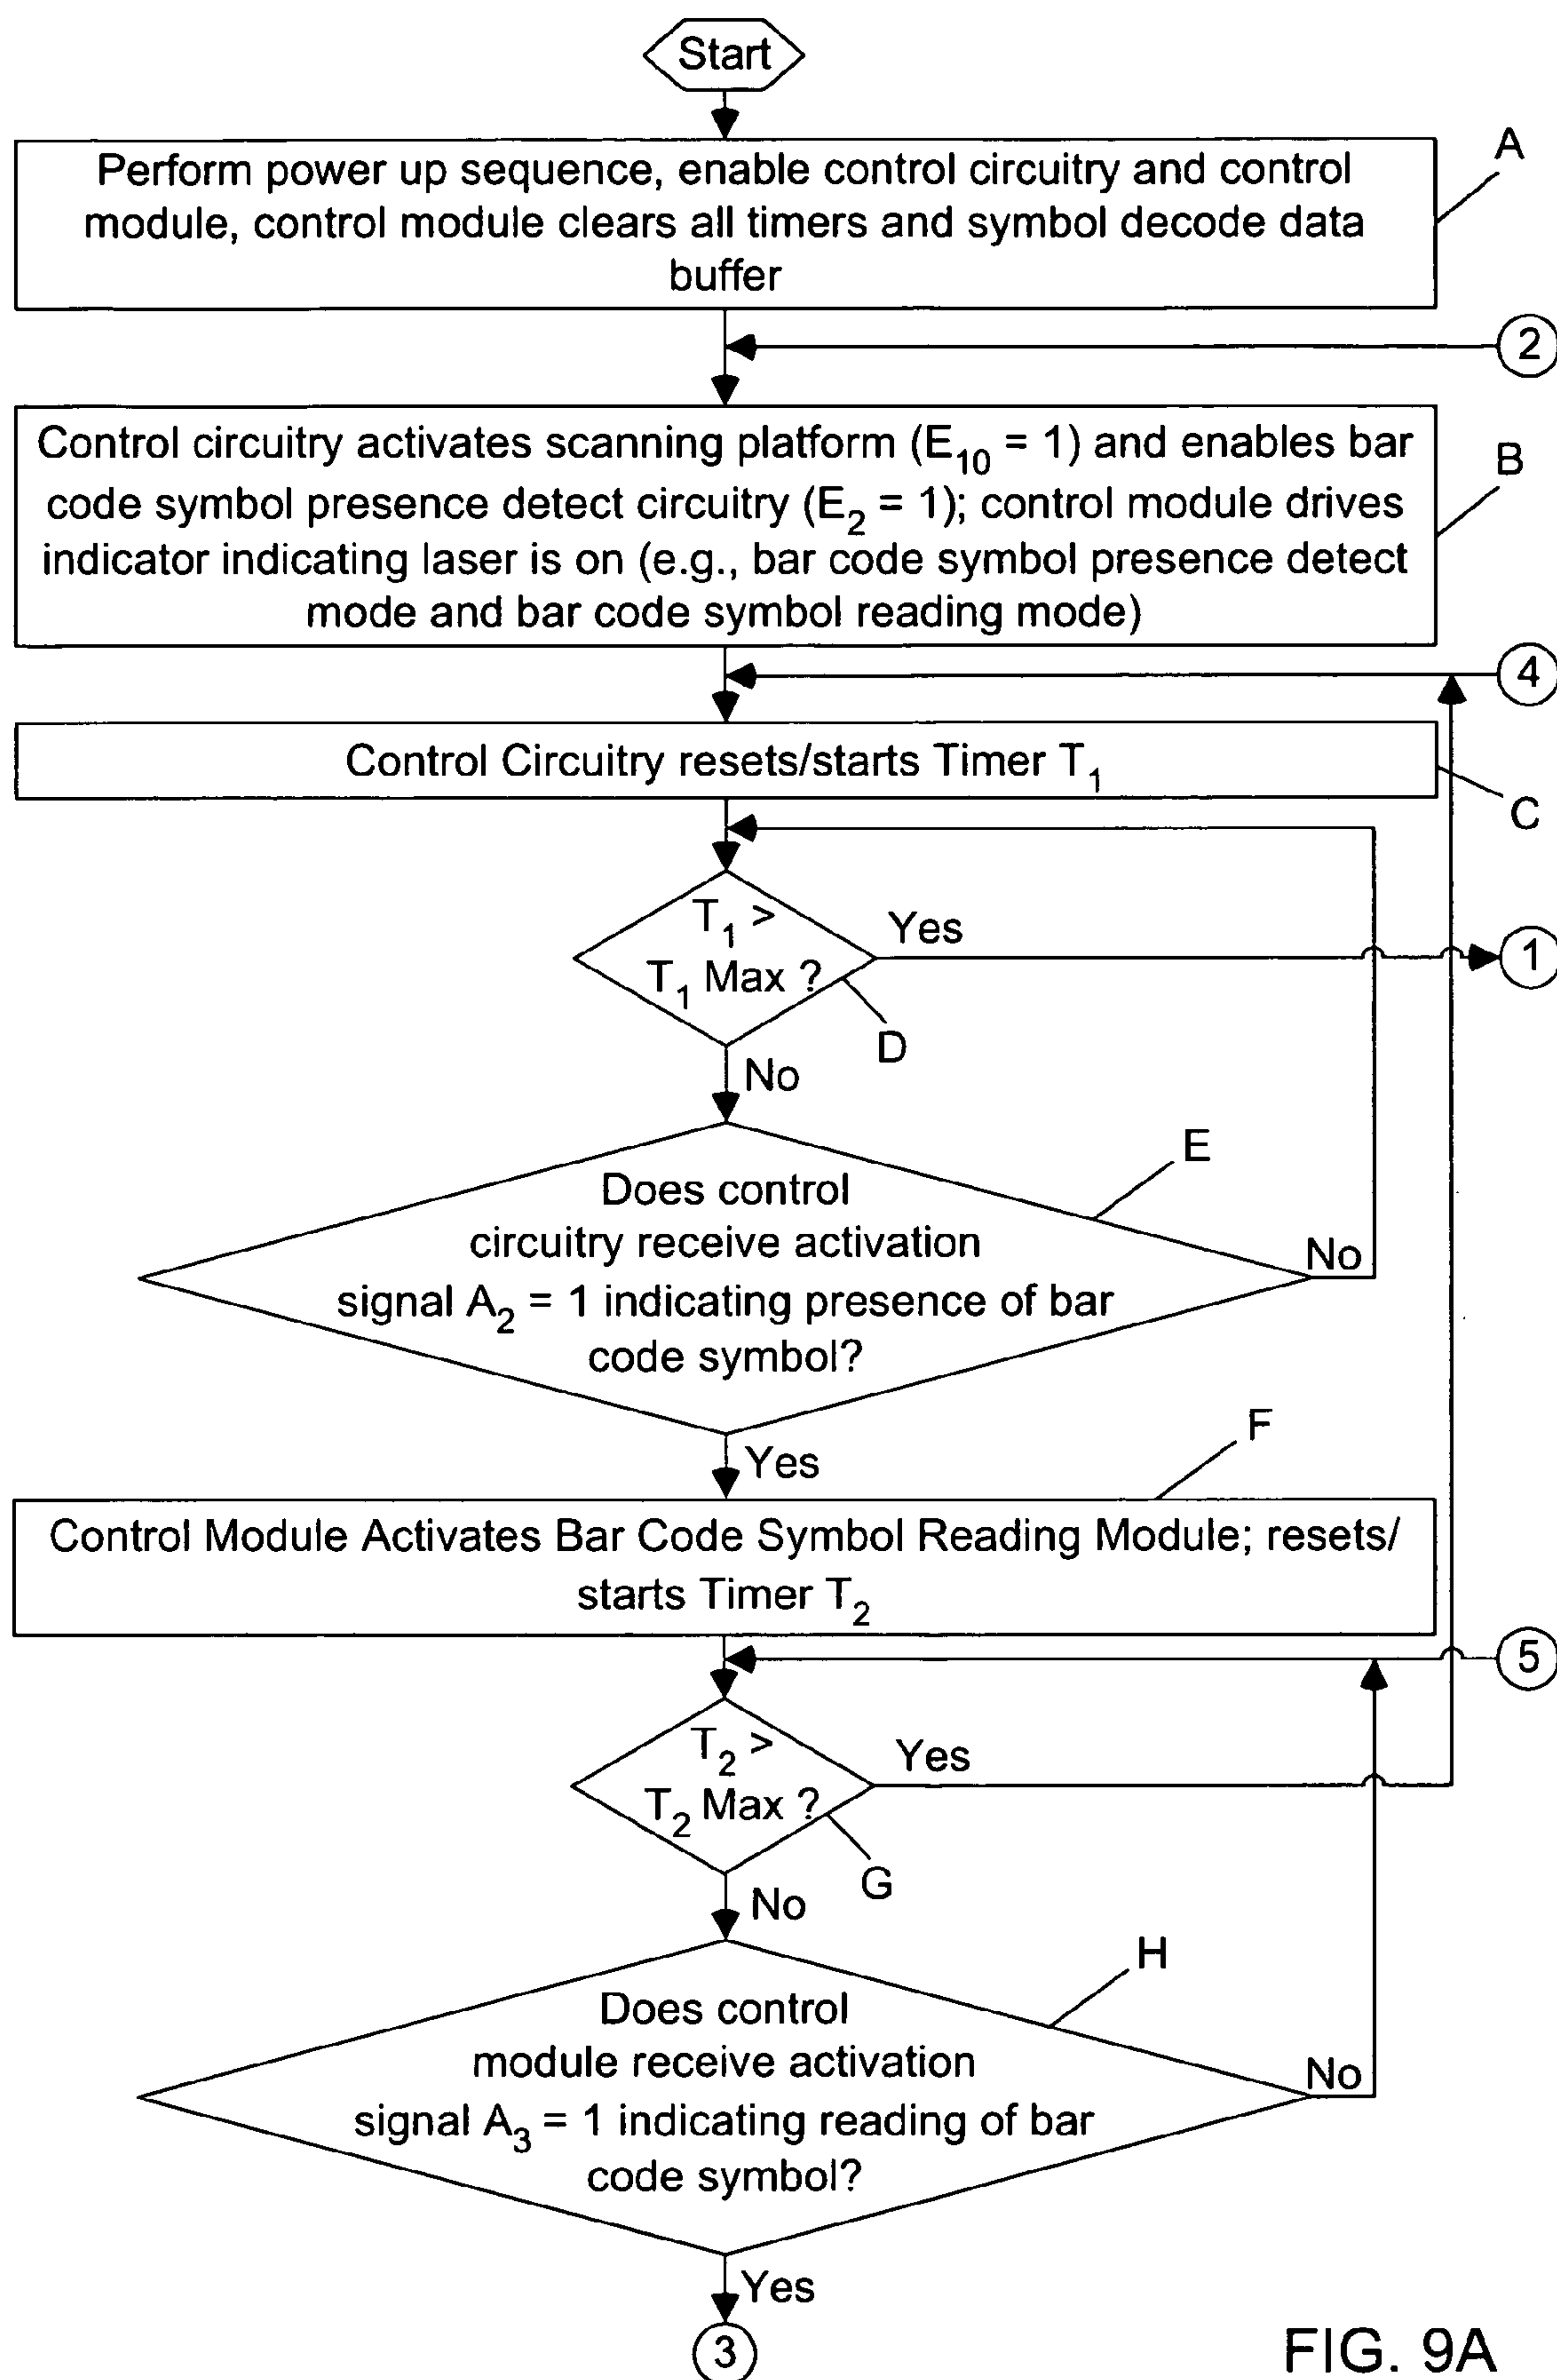 Start
Perform power up sequence, enable control circuitry and control
module, control module clears all timers and symbol decode data
buffer
A
2
Control circuitry activates scanning platform (E10 = 1) and enables bar
code symbol presence detect circuitry (E2 = 1); control module drives
indicator indicating laser is on (e.g., bar code symbol presence detect
mode and bar code symbol reading mode)
B
4
Control Circuitry resets/starts Timer T1
C
T1 >
T1 Max ?
Yes
1
D
No
Does control
circuitry receive activation
signal A2 = 1 indicating presence of bar
code symbol?
E
No
Yes
F
Control Module Activates Bar Code Symbol Reading Module; resets/
starts Timer T2
5
T2 >
T2 Max ?
Yes
G
No
Does control
module receive activation
signal A3 = 1 indicating reading of bar
code symbol?
H
No
Yes
3
FIG. 9A